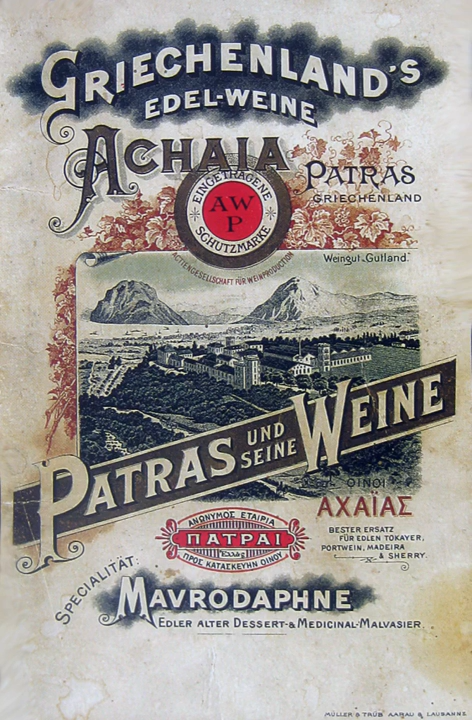 GRIECHENLAND'S
EDEL-WEINE
ACHAIA
PATRAS
GRIECHENLAND
EINGETRAGENE
AW
P
SCHUTZMARKE
ACTIENGESELLSCHAFT FÜR WEINPRODUCTION
Weingut „Gutland.“
PATRAS UND SEINE WEINE
ΟΙΝΟΙ
ΑΧΑΪΑΣ
ΑΝΩΝΥΜΟΣ ΕΤΑΙΡΙΑ
ΠΑΤΡΑΙ
Ἑλλάς
ΠΡΟΣ ΚΑΤΑΣΚΕΥΗΝ ΟΙΝΟΥ
BESTER ERSATZ
FÜR EDLEN TOKAYER,
PORTWEIN, MADEIRA
& SHERRY.
SPECIALITÄT:
MAVRODAPHNE
EDLER ALTER DESSERT- & MEDICINAL-MALVASIER.
MÜLLER & TRÜB AARAU & LAUSANNE